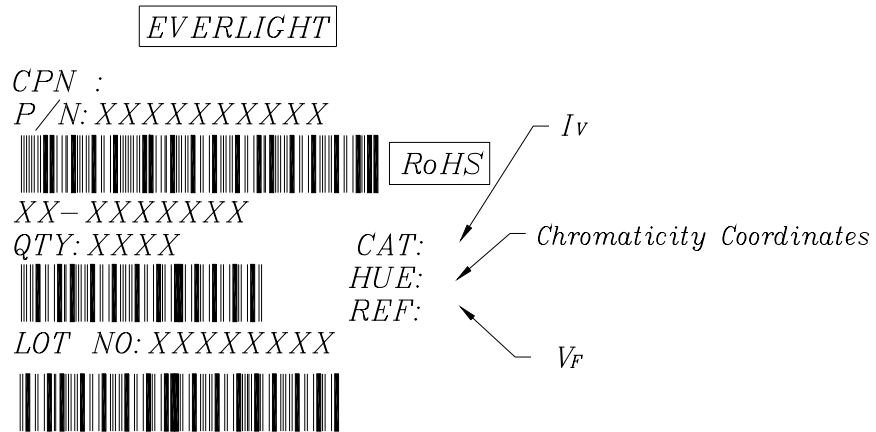 EVERLIGHT
CPN :
P/N: XXXXXXXXXX
RoHS
XX-XXXXXXX
QTY: XXXX
CAT:
HUE:
REF:
LOT NO: XXXXXXXX
Iv
Chromaticity Coordinates
VF